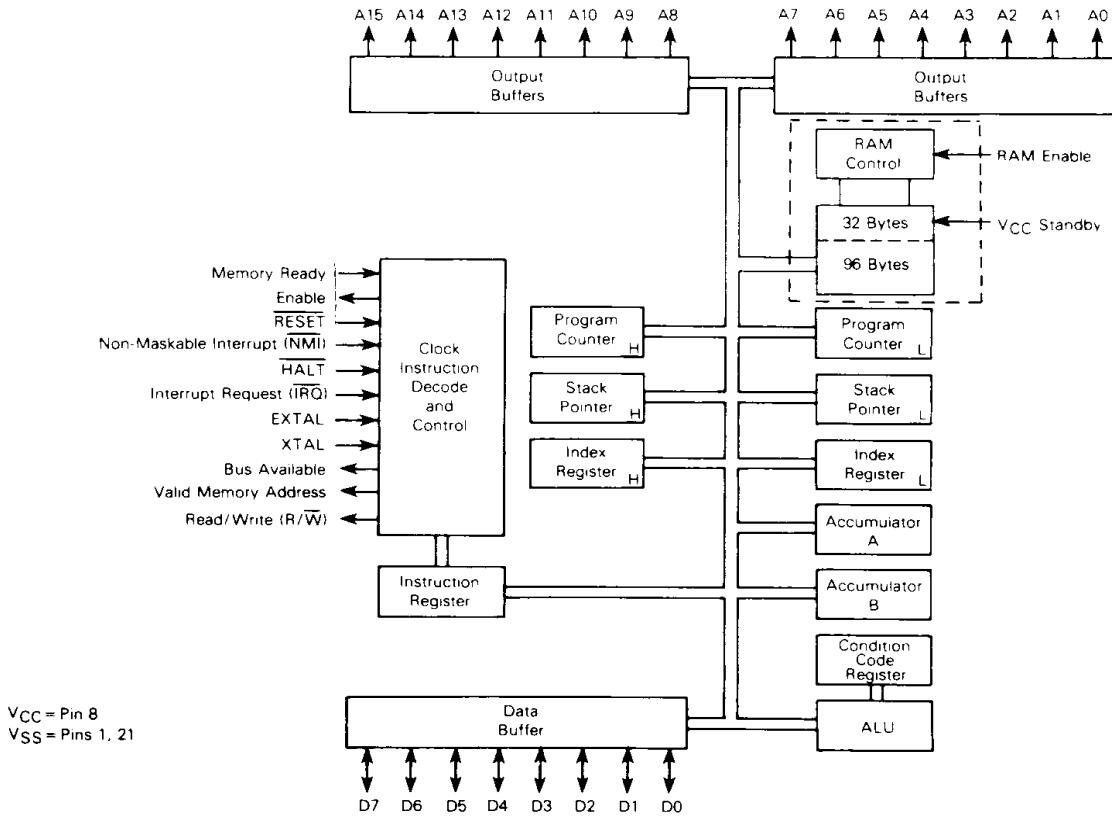 A15 A14 A13 A12 A11 A10 A9 A8
A7 A6 A5 A4 A3 A2 A1 A0
Output
Buffers
Output
Buffers
RAM
Control
RAM Enable
32 Bytes
VCC Standby
96 Bytes
Memory Ready
Enable
R̅E̅S̅E̅T̅
Non-Maskable Interrupt (N̅M̅I̅)
H̅A̅L̅T̅
Interrupt Request (I̅R̅Q̅)
EXTAL
XTAL
Bus Available
Valid Memory Address
Read/Write (R/W̅)
Clock
Instruction
Decode
and
Control
Program
Counter H
Program
Counter L
Stack
Pointer H
Stack
Pointer L
Index
Register H
Index
Register L
Accumulator
A
Instruction
Register
Accumulator
B
Condition
Code
Register
ALU
Data
Buffer
VCC = Pin 8
VSS = Pins 1, 21
D7 D6 D5 D4 D3 D2 D1 D0